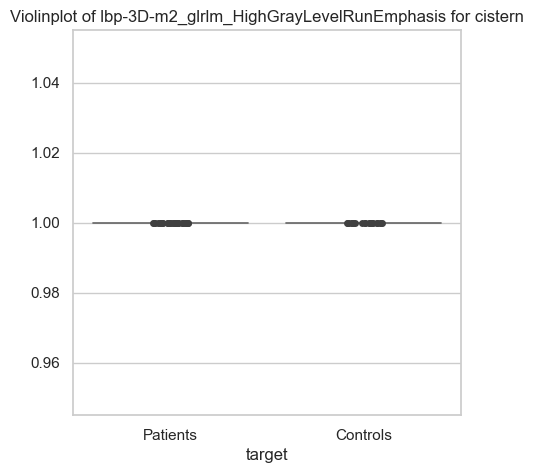 Violinplot of lbp-3D-m2_glrlm_HighGrayLevelRunEmphasis for cistern
1.04
1.02
1.00
0.98
0.96
Patients Controls
target